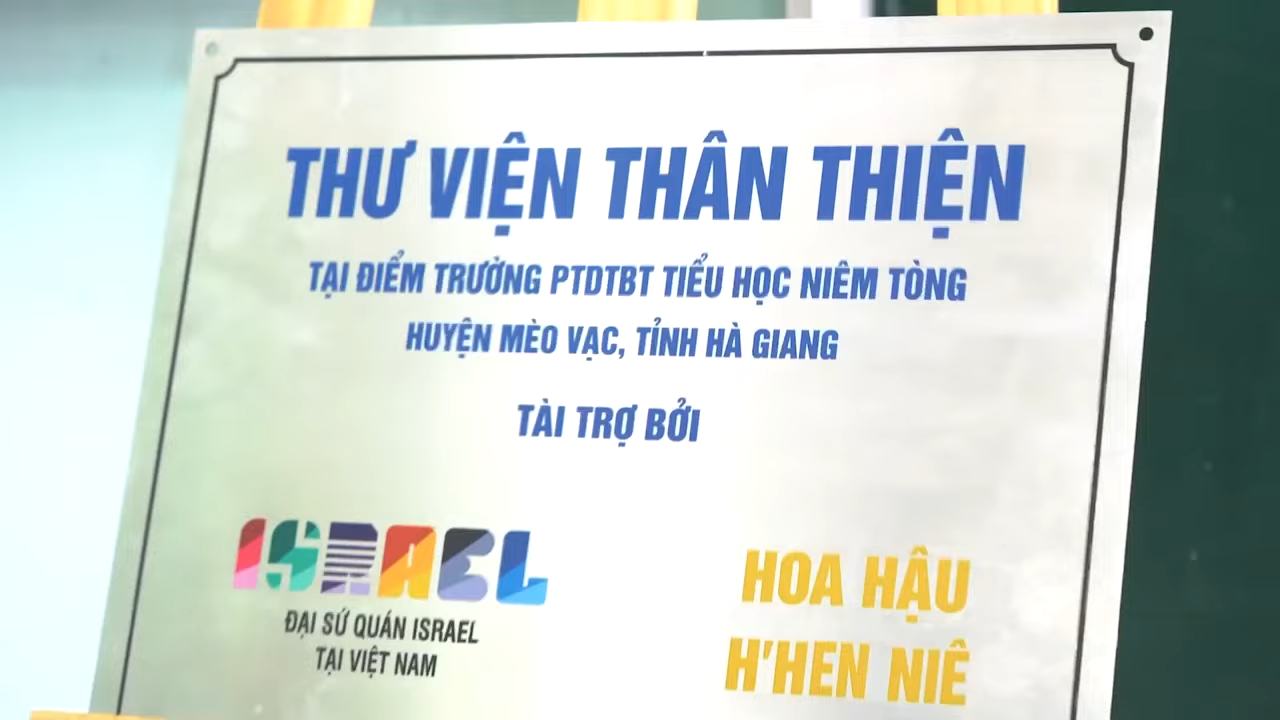 THƯ VIỆN THÂN THIỆN
TẠI ĐIỂM TRƯỜNG PTDTBT TIỂU HỌC NIÊM TÒNG
HUYỆN MÈO VẠC, TỈNH HÀ GIANG
TÀI TRỢ BỞI
ISRAEL
ĐẠI SỨ QUÁN ISRAEL
TẠI VIỆT NAM
HOA HẬU
H'HEN NIÊ